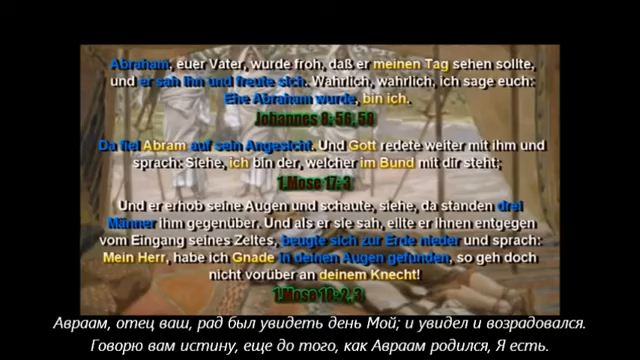 Abraham, euer Vater, wurde froh, daß er meinen Tag sehen sollte,
und er sah ihn und freute sich. Wahrlich, wahrlich, ich sage euch:
Ehe Abraham wurde, bin ich.
Johannes 8: 56,58
Da fiel Abram auf sein Angesicht. Und Gott redete weiter mit ihm und
sprach: Siehe, ich bin der, welcher im Bund mit dir steht;
1.Mose 17: 3
Und er erhob seine Augen und schaute, siehe, da standen drei
Männer ihm gegenüber. Und als er sie sah, eilte er ihnen entgegen
vom Eingang seines Zeltes, beugte sich zur Erde nieder und sprach:
Mein Herr, habe ich Gnade in deinen Augen gefunden, so geh doch
nicht vorüber an deinem Knecht!
1.Mose 18: 2,3
Авраам, отец ваш, рад был увидеть день Мой; и увидел и возрадовался.
Говорю вам истину, еще до того, как Авраам родился, Я есть.